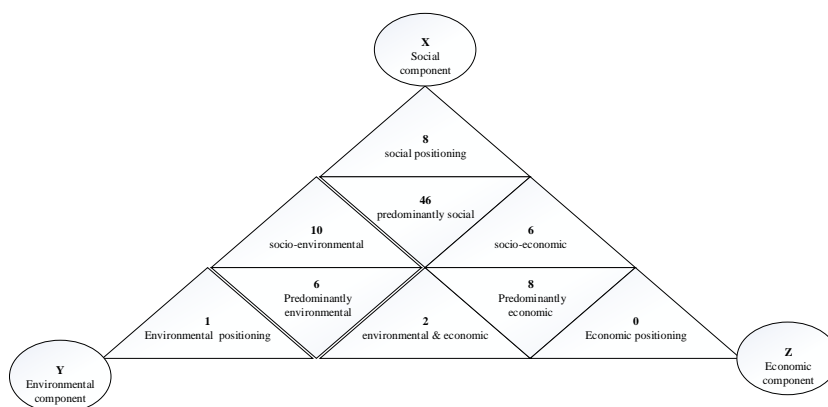 X
Social
component
8
social positioning
46
predominantly social
10
socio-environmental
6
socio-economic
6
Predominantly
environmental
8
Predominantly
economic
1
Environmental  positioning
2
environmental & economic
0
Economic positioning
Y
Environmental
component
Z
Economic
component